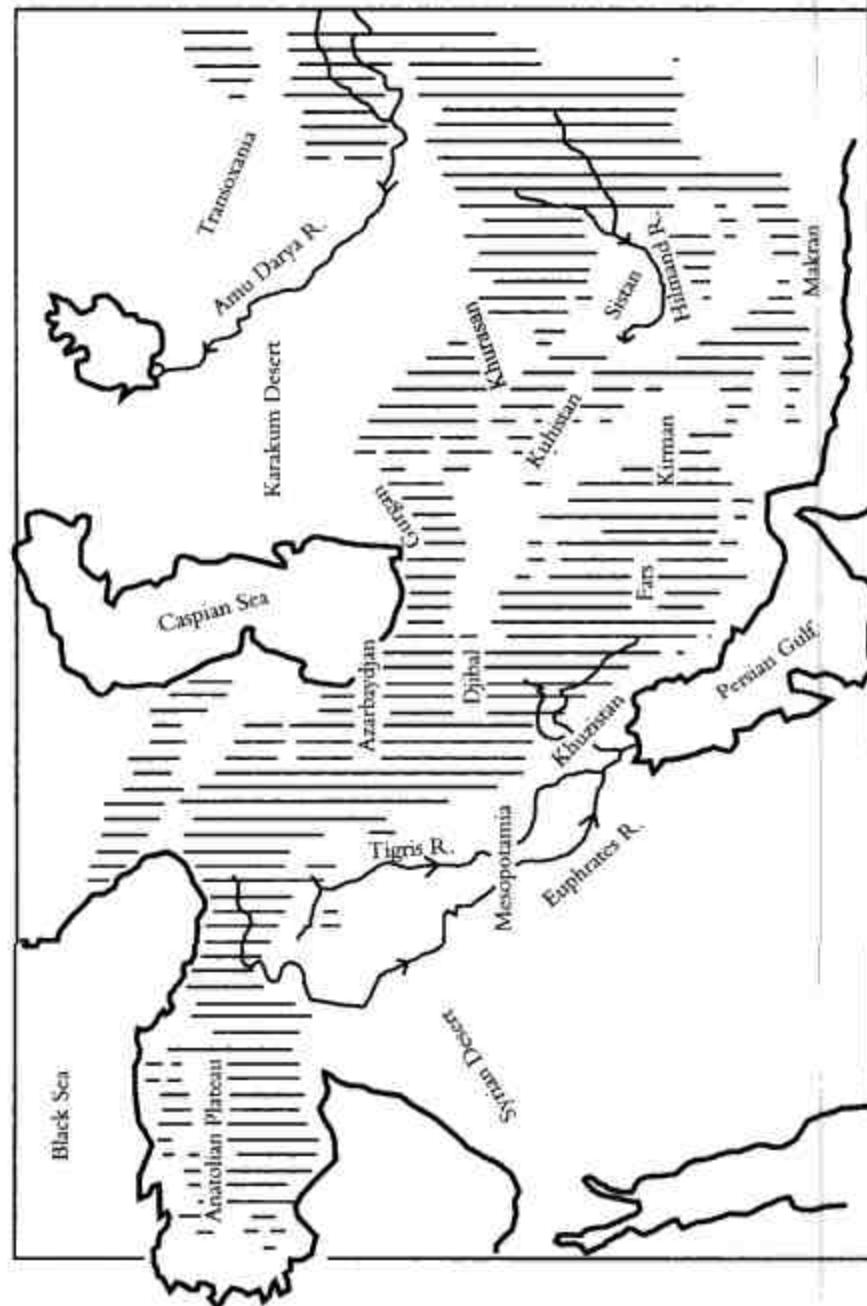 Black Sea
Caspian Sea
Transoxania
Amu Darya R.
Karakum Desert
Anatolian Plateau
Azarbaydjan
Gurgan
Tigris R.
Djibal
Khurasan
Mesopotamia
Syrian Desert
Kuhistan
Khuzistan
Euphrates R.
Sistan
Hilmand R.
Fars
Kirman
Persian Gulf
Makran